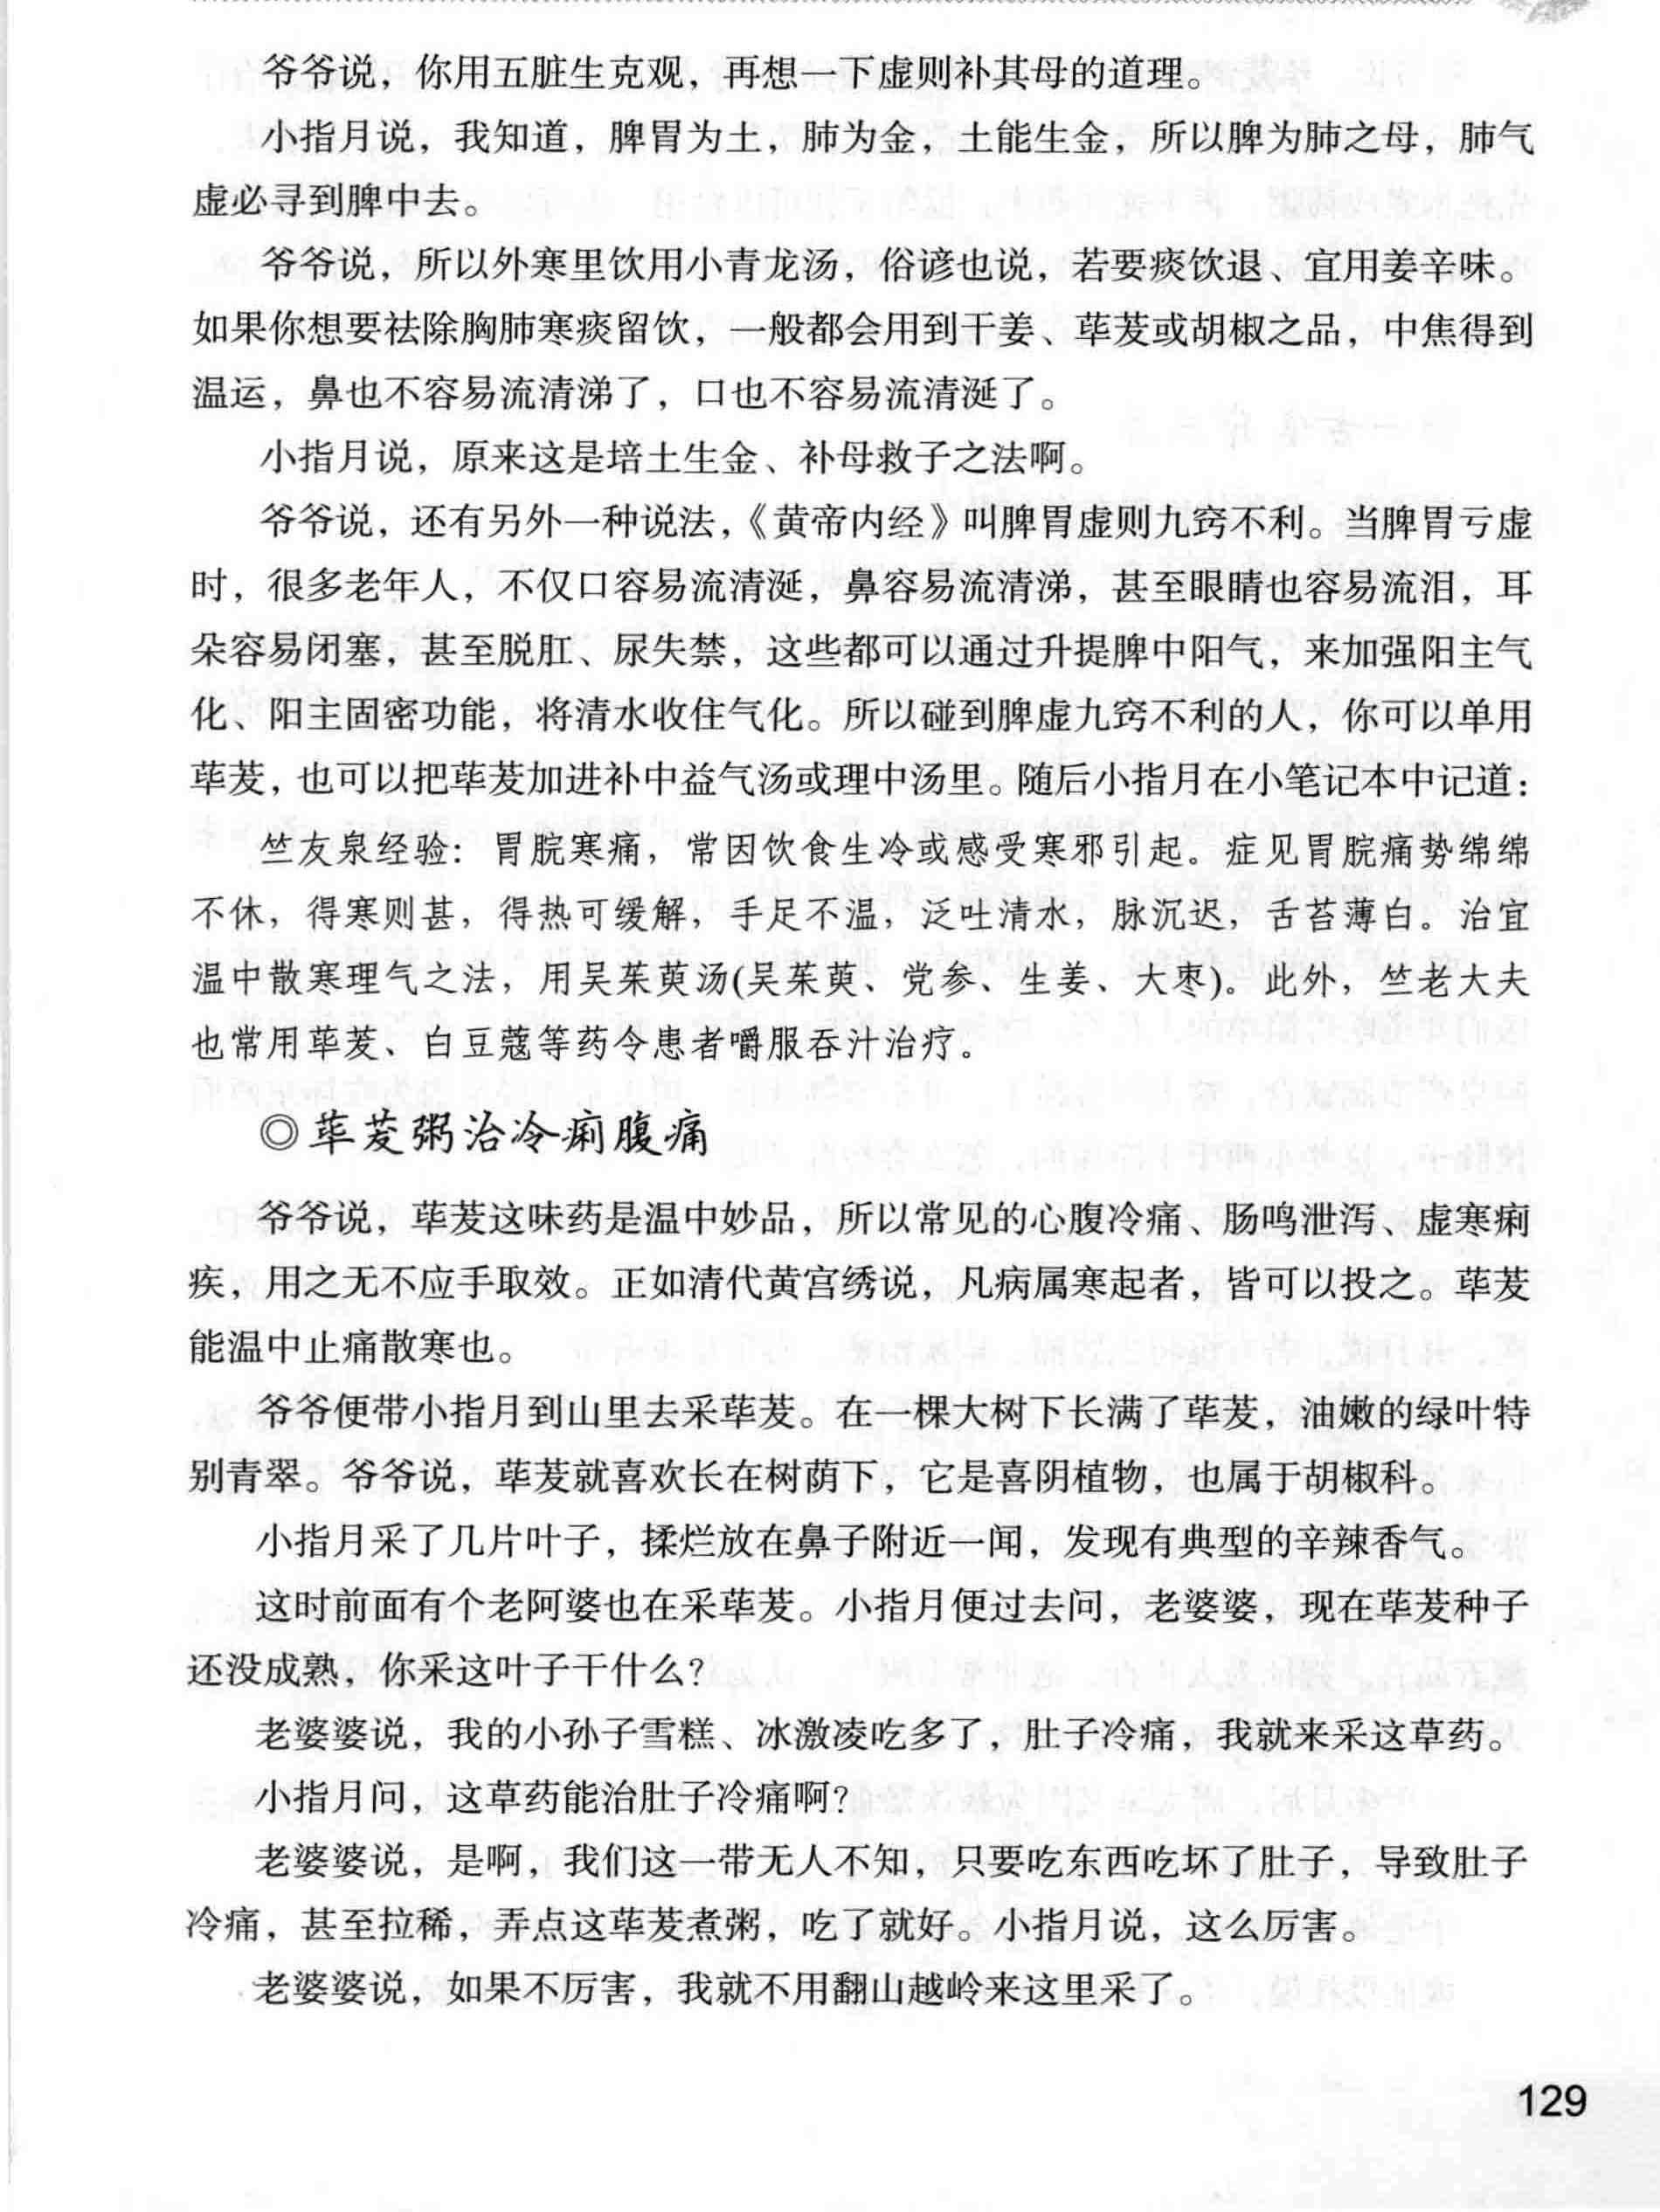 爷爷说，你用五脏生克观，再想一下虚则补其母的道理。
小指月说，我知道，脾胃为土，肺为金，土能生金，所以脾为肺之母，肺气
虚必寻到脾中去。
爷爷说，所以外寒里饮用小青龙汤，俗谚也说，若要痰饮退、宜用姜辛味。
如果你想要祛除胸肺寒痰留饮，一般都会用到干姜、荜茇或胡椒之品，中焦得到
温运，鼻也不容易流清涕了，口也不容易流清涎了。
小指月说，原来这是培土生金、补母救子之法啊。
爷爷说，还有另外一种说法，《黄帝内经》叫脾胃虚则九窍不利。当脾胃亏虚
时，很多老年人，不仅口容易流清涎，鼻容易流清涕，甚至眼睛也容易流泪，耳
朵容易闭塞，甚至脱肛、尿失禁，这些都可以通过升提脾中阳气，来加强阳主气
化、阳主固密功能，将清水收住气化。所以碰到脾虚九窍不利的人，你可以单用
荜茇，也可以把荜茇加进补中益气汤或理中汤里。随后小指月在小笔记本中记道：
竺友泉经验：胃脘寒痛，常因饮食生冷或感受寒邪引起。症见胃脘痛势绵绵
不休，得寒则甚，得热可缓解，手足不温，泛吐清水，脉沉迟，舌苔薄白。治宜
温中散寒理气之法，用吴茱萸汤(吴茱萸、党参、生姜、大枣)。此外，竺老大夫
也常用荜茇、白豆蔻等药令患者嚼服吞汁治疗。
◎荜茇粥治冷痢腹痛
爷爷说，荜茇这味药是温中妙品，所以常见的心腹冷痛、肠鸣泄泻、虚寒痢
疾，用之无不应手取效。正如清代黄宫绣说，凡病属寒起者，皆可以投之。荜茇
能温中止痛散寒也。
爷爷便带小指月到山里去采荜茇。在一棵大树下长满了荜茇，油嫩的绿叶特
别青翠。爷爷说，荜茇就喜欢长在树荫下，它是喜阴植物，也属于胡椒科。
小指月采了几片叶子，揉烂放在鼻子附近一闻，发现有典型的辛辣香气。
这时前面有个老阿婆也在采荜茇。小指月便过去问，老婆婆，现在荜茇种子
还没成熟，你采这叶子干什么？
老婆婆说，我的小孙子雪糕、冰激凌吃多了，肚子冷痛，我就来采这草药。
小指月问，这草药能治肚子冷痛啊？
老婆婆说，是啊，我们这一带无人不知，只要吃东西吃坏了肚子，导致肚子
冷痛，甚至拉稀，弄点这荜茇煮粥，吃了就好。小指月说，这么厉害。
老婆婆说，如果不厉害，我就不用翻山越岭来这里采了。
129